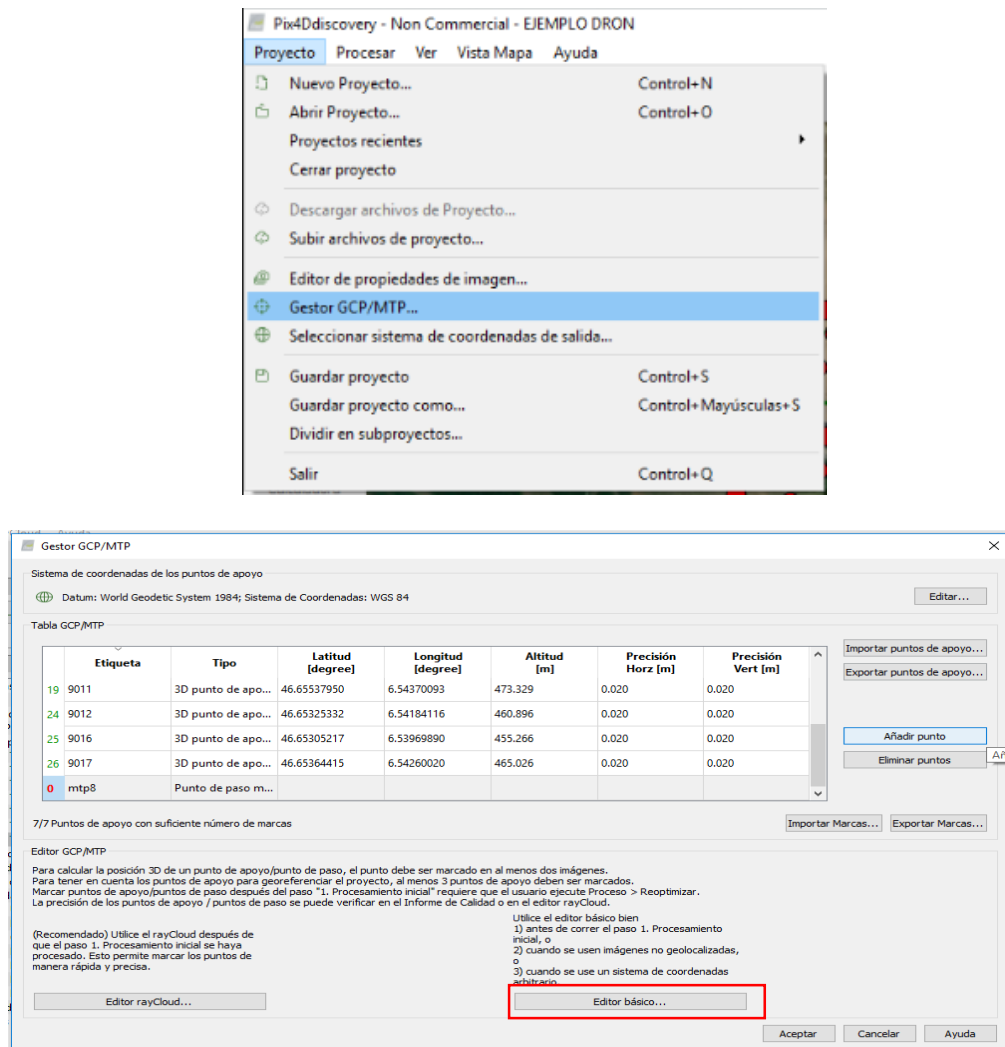 Pix4Ddiscovery - Non Commercial - EJEMPLO DRON
Proyecto Procesar Ver Vista Mapa Ayuda
Nuevo Proyecto... Control+N
Abrir Proyecto... Control+O
Proyectos recientes
Cerrar proyecto
Descargar archivos de Proyecto...
Subir archivos de proyecto...
Editor de propiedades de imagen...
Gestor GCP/MTP...
Seleccionar sistema de coordenadas de salida...
Guardar proyecto Control+S
Guardar proyecto como... Control+Mayúsculas+S
Dividir en subproyectos...
Salir Control+Q
Gestor GCP/MTP
Sistema de coordenadas de los puntos de apoyo
Datum: World Geodetic System 1984; Sistema de Coordenadas: WGS 84 Editar...
Tabla GCP/MTP
Etiqueta Tipo Latitud [degree] Longitud [degree] Altitud [m] Precisión Horz [m] Precisión Vert [m]
Importar puntos de apoyo...
Exportar puntos de apoyo...
19 9011 3D punto de apo... 46.65537950 6.54370093 473.329 0.020 0.020
24 9012 3D punto de apo... 46.65325332 6.54184116 460.896 0.020 0.020
25 9016 3D punto de apo... 46.65305217 6.53969890 455.266 0.020 0.020
26 9017 3D punto de apo... 46.65364415 6.54260020 465.026 0.020 0.020
0 mtp8 Punto de paso m...
Añadir punto
Eliminar puntos
7/7 Puntos de apoyo con suficiente número de marcas Importar Marcas... Exportar Marcas...
Editor GCP/MTP
Para calcular la posición 3D de un punto de apoyo/punto de paso, el punto debe ser marcado en al menos dos imágenes.
Para tener en cuenta los puntos de apoyo para georeferenciar el proyecto, al menos 3 puntos de apoyo deben ser marcados.
Marcar puntos de apoyo/puntos de paso después del paso "1. Procesamiento inicial" requiere que el usuario ejecute Proceso > Reoptimizar.
La precisión de los puntos de apoyo / puntos de paso se puede verificar en el Informe de Calidad o en el editor rayCloud.
(Recomendado) Utilice el rayCloud después de
que el paso 1. Procesamiento inicial se haya
procesado. Esto permite marcar los puntos de
manera rápida y precisa.
Utilice el editor básico bien
1) antes de correr el paso 1. Procesamiento
inicial, o
2) cuando se usen imágenes no geolocalizadas,
o
3) cuando se use un sistema de coordenadas
arbitrario
Editor rayCloud... Editor básico...
Aceptar Cancelar Ayuda